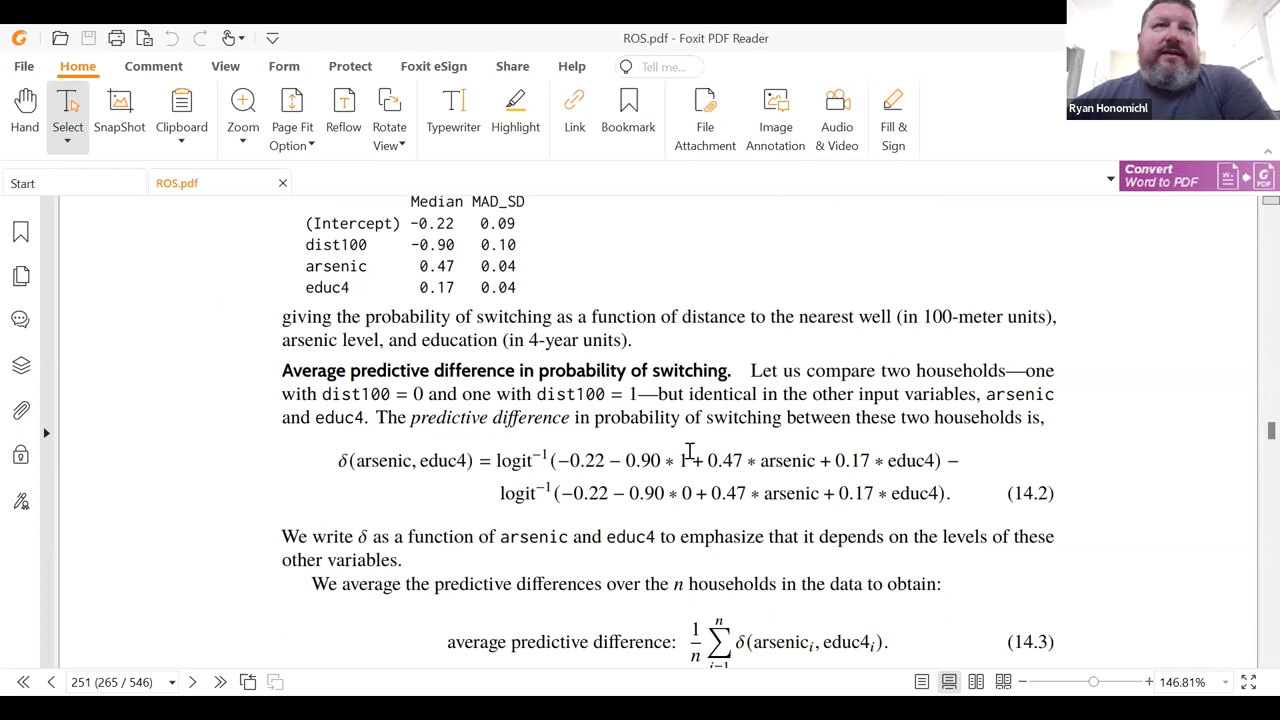 ROS.pdf - Foxit PDF Reader
File Home Comment View Form Protect Foxit eSign Share Help Tell me...
Hand Select SnapShot Clipboard Zoom Page Fit Option Reflow Rotate View Typewriter Highlight Link Bookmark File Attachment Image Annotation Audio & Video Fill & Sign
Ryan Honomichl
Start ROS.pdf
Convert
Word to PDF
Median MAD_SD
(Intercept) -0.22 0.09
dist100 -0.90 0.10
arsenic 0.47 0.04
educ4 0.17 0.04
giving the probability of switching as a function of distance to the nearest well (in 100-meter units),
arsenic level, and education (in 4-year units).
Average predictive difference in probability of switching. Let us compare two households—one
with dist100 = 0 and one with dist100 = 1—but identical in the other input variables, arsenic
and educ4. The predictive difference in probability of switching between these two households is,
δ(arsenic, educ4) = logit⁻¹(−0.22 − 0.90 ∗ 1 + 0.47 ∗ arsenic + 0.17 ∗ educ4) −
logit⁻¹(−0.22 − 0.90 ∗ 0 + 0.47 ∗ arsenic + 0.17 ∗ educ4). (14.2)
We write δ as a function of arsenic and educ4 to emphasize that it depends on the levels of these
other variables.
We average the predictive differences over the n households in the data to obtain:
average predictive difference: 1/n ∑ⁿᵢ₌₁ δ(arsenicᵢ, educ4ᵢ). (14.3)
251 (265 / 546) 146.81%